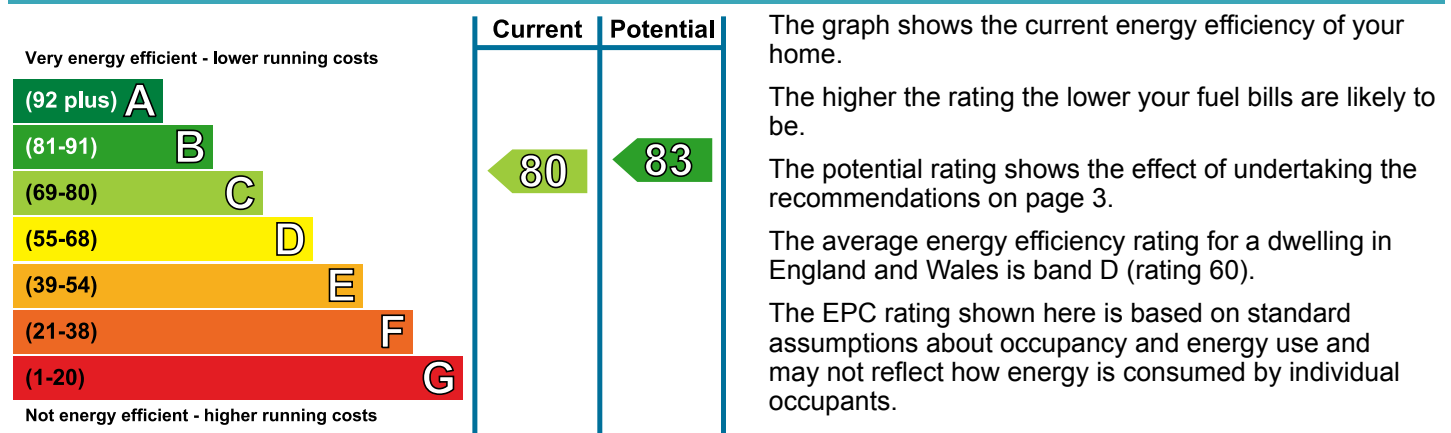 Current Potential
Very energy efficient - lower running costs
(92 plus) A
(81-91) B
(69-80) C
(55-68) D
(39-54) E
(21-38) F
(1-20) G
Not energy efficient - higher running costs
80
83
The graph shows the current energy efficiency of your
home.
The higher the rating the lower your fuel bills are likely to
be.
The potential rating shows the effect of undertaking the
recommendations on page 3.
The average energy efficiency rating for a dwelling in
England and Wales is band D (rating 60).
The EPC rating shown here is based on standard
assumptions about occupancy and energy use and
may not reflect how energy is consumed by individual
occupants.